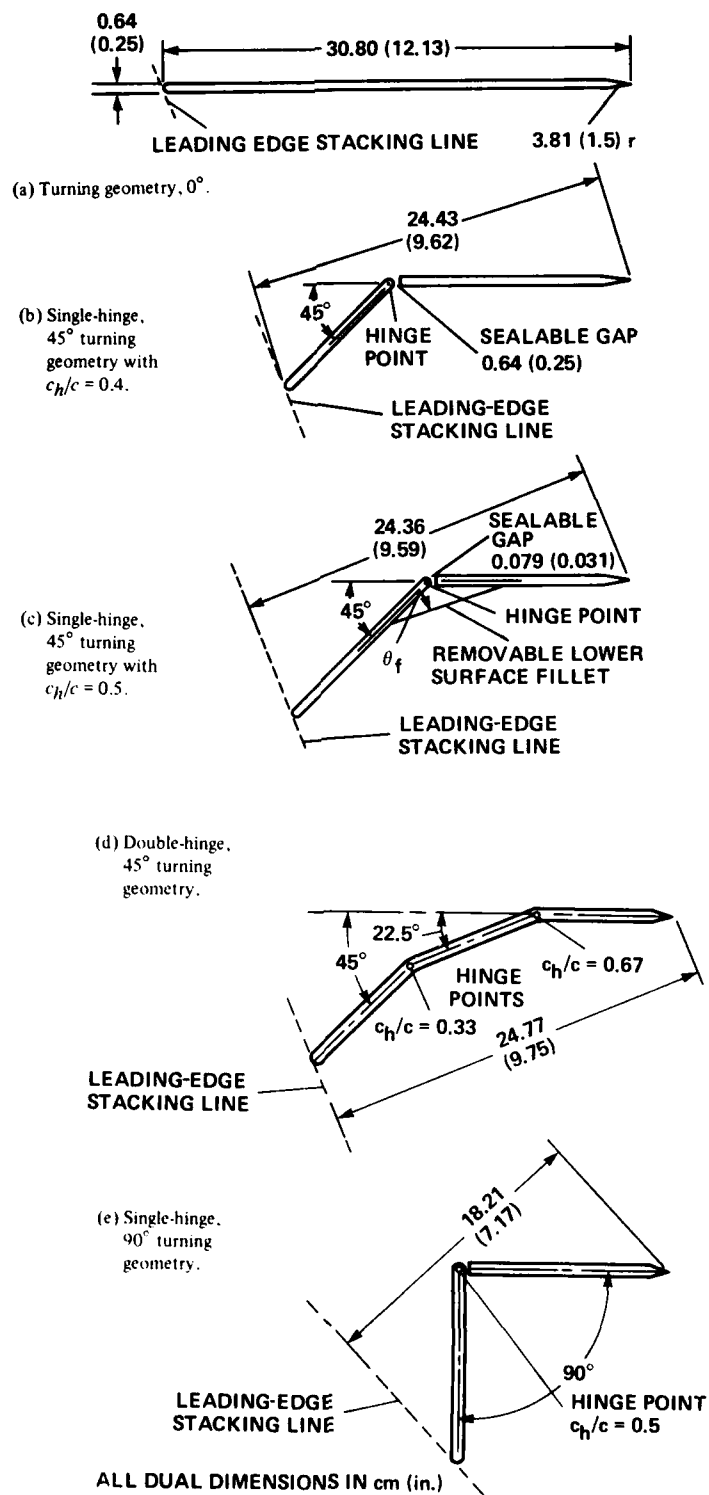 0.64
(0.25)
30.80 (12.13)
LEADING EDGE STACKING LINE
3.81 (1.5) r
(a) Turning geometry, 0°.
24.43
(9.62)
(b) Single-hinge,
45° turning
geometry with
c_h/c = 0.4.
45°
HINGE
POINT
SEALABLE GAP
0.64 (0.25)
LEADING-EDGE
STACKING LINE
24.36
(9.59)
SEALABLE
GAP
0.079 (0.031)
(c) Single-hinge,
45° turning
geometry with
c_h/c = 0.5.
45°
HINGE POINT
θ_f
REMOVABLE LOWER
SURFACE FILLET
LEADING-EDGE
STACKING LINE
(d) Double-hinge,
45° turning
geometry.
22.5°
45°
HINGE
POINTS
c_h/c = 0.67
c_h/c = 0.33
24.77
(9.75)
LEADING-EDGE
STACKING LINE
(e) Single-hinge,
90° turning
geometry.
18.21
(7.17)
90°
HINGE POINT
c_h/c = 0.5
LEADING-EDGE
STACKING LINE
ALL DUAL DIMENSIONS IN cm (in.)